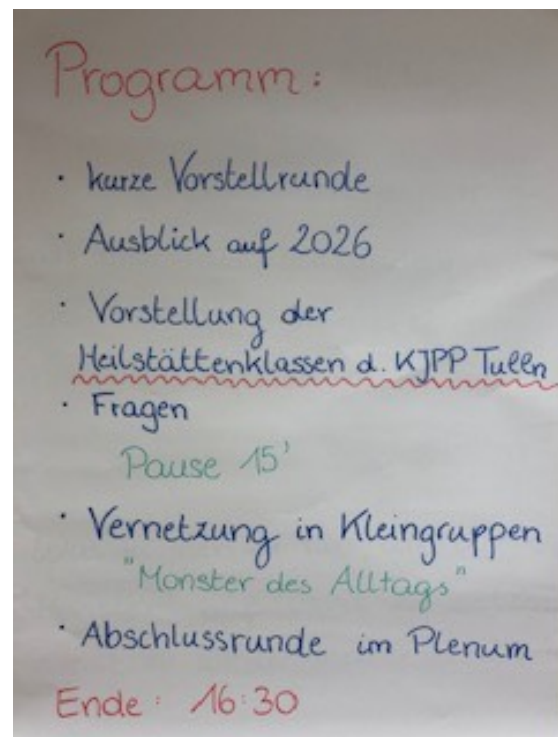 Programm:
· kurze Vorstellrunde
· Ausblick auf 2026
· Vorstellung der
Heilstättenklassen d. KJPP Tulln
· Fragen
Pause 15'
· Vernetzung in Kleingruppen
"Monster des Alltags"
· Abschlussrunde im Plenum
Ende: 16:30